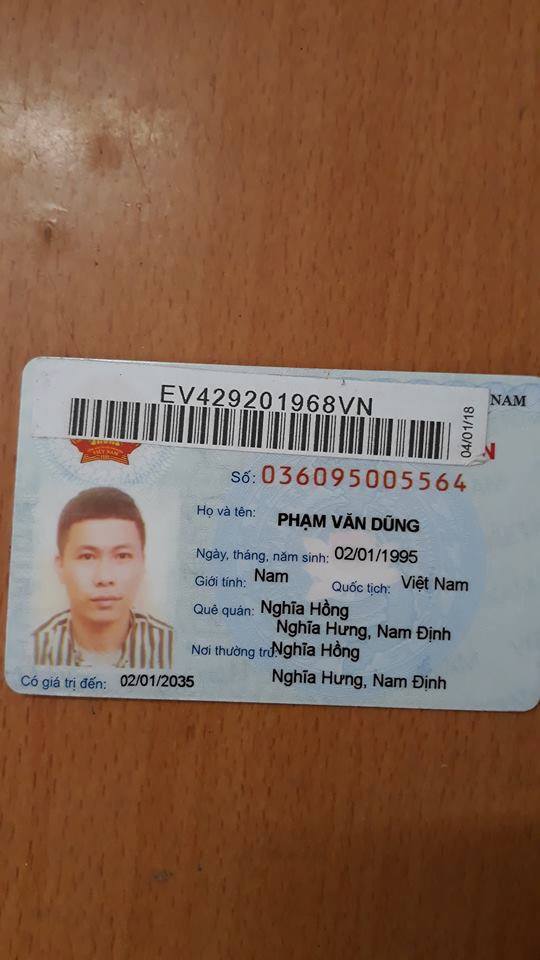 EV429201968VN
04/01/18
NAM
N
VIỆT NAM
Số: 036095005564
Họ và tên: PHẠM VĂN DŨNG
Ngày, tháng, năm sinh: 02/01/1995
Giới tính: Nam Quốc tịch: Việt Nam
Quê quán: Nghĩa Hồng
Nghĩa Hưng, Nam Định
Nơi thường trú: Nghĩa Hồng
Nghĩa Hưng, Nam Định
Có giá trị đến: 02/01/2035